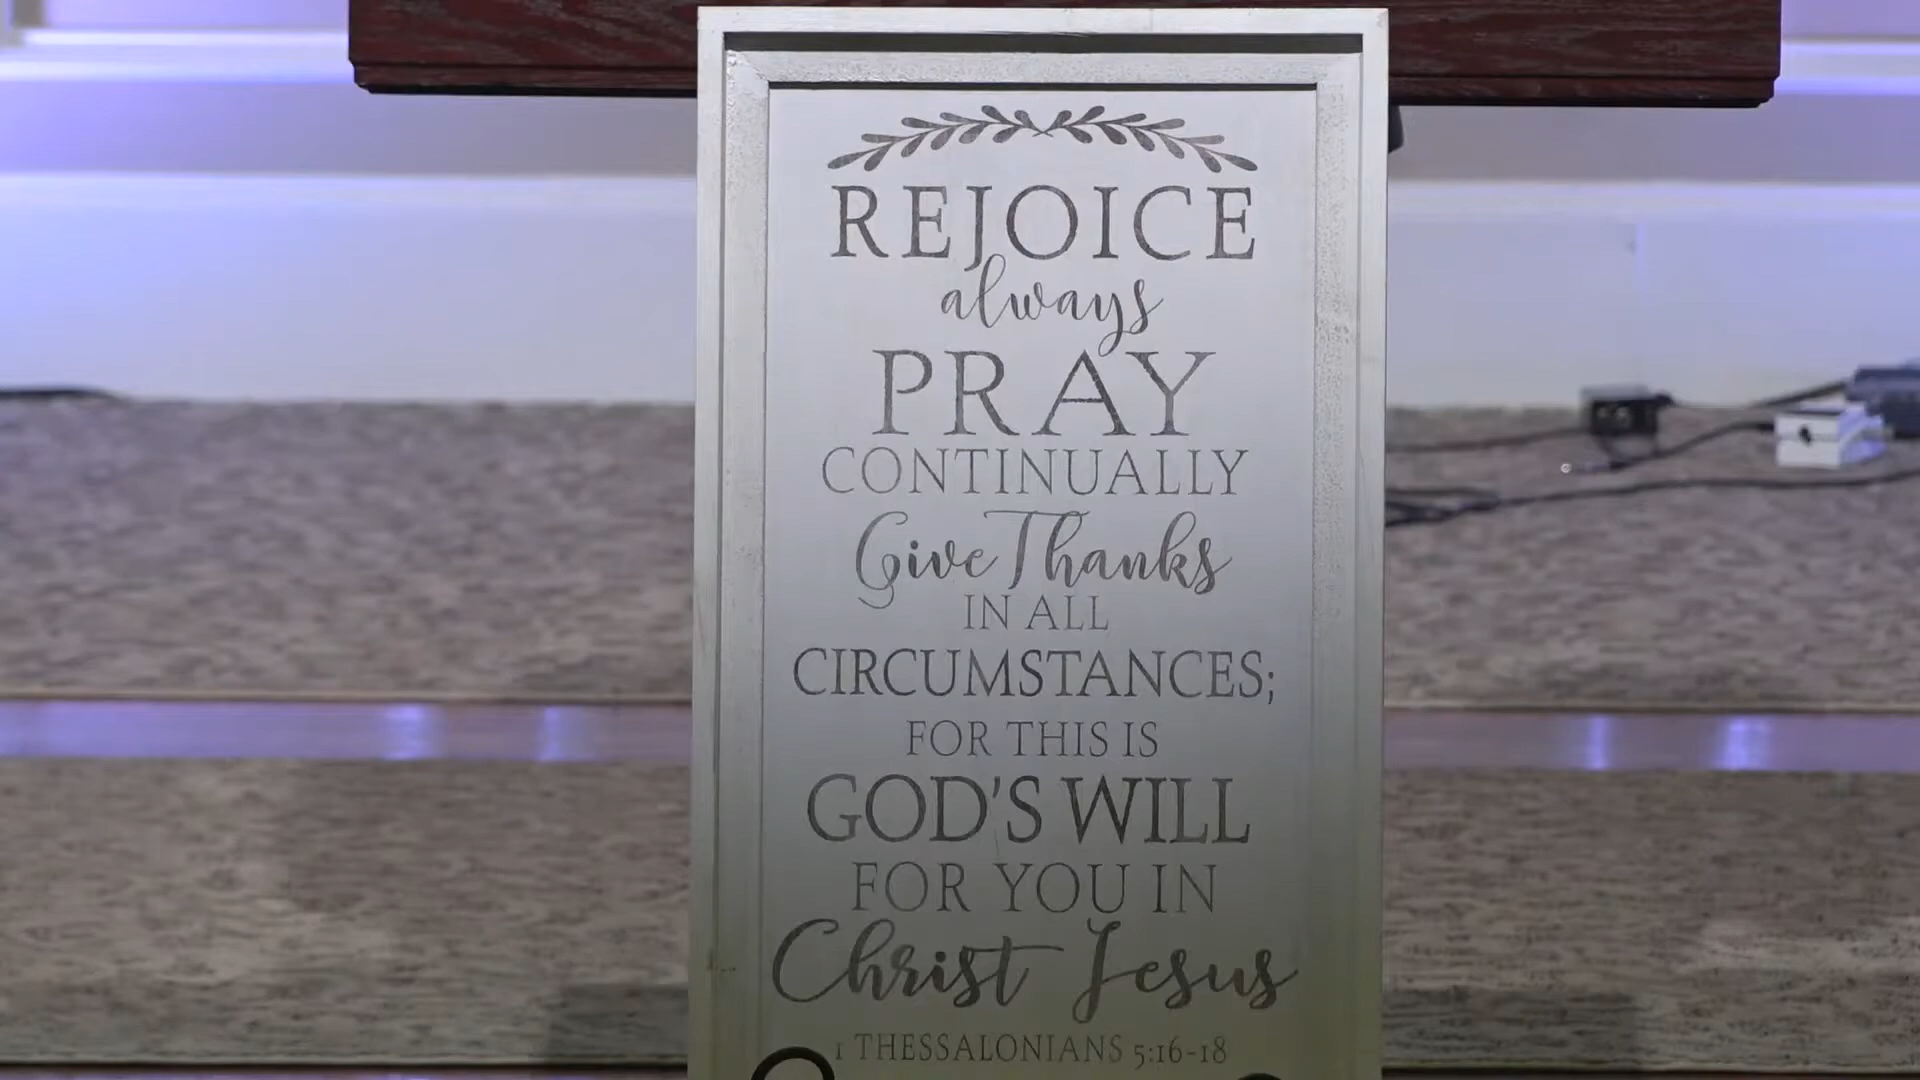 REJOICE
always
PRAY
CONTINUALLY
Give Thanks
IN ALL
CIRCUMSTANCES;
FOR THIS IS
GOD'S WILL
FOR YOU IN
Christ Jesus
1 THESSALONIANS 5:16-18